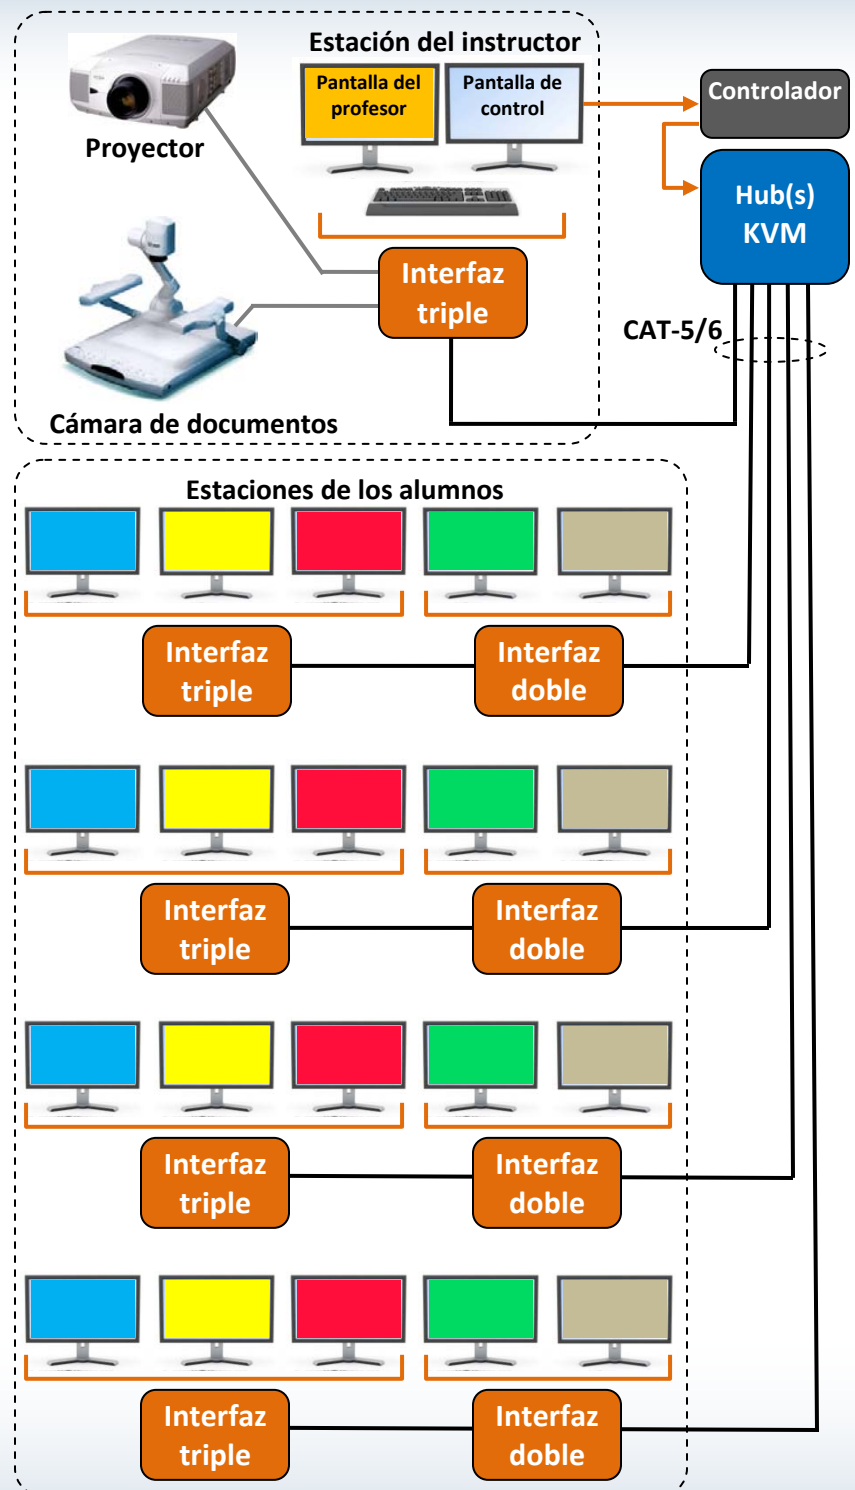 Estación del instructor
Pantalla del
profesor
Pantalla de
control
Controlador
Proyector
Hub(s)
KVM
Interfaz
triple
CAT-5/6
Cámara de documentos
Estaciones de los alumnos
Interfaz
triple
Interfaz
doble
Interfaz
triple
Interfaz
doble
Interfaz
triple
Interfaz
doble
Interfaz
triple
Interfaz
doble